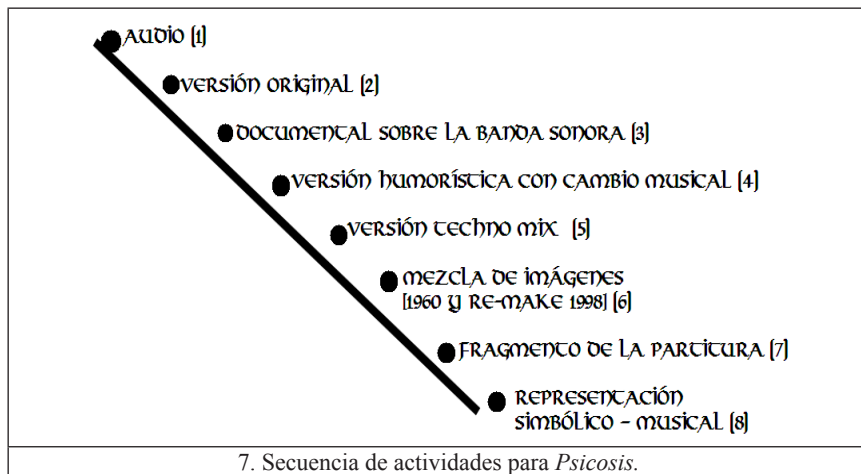 AUDIO (1)
VERSIÓN ORIGINAL (2)
DOCUMENTAL SOBRE LA BANDA SONORA (3)
VERSIÓN HUMORÍSTICA CON CAMBIO MUSICAL (4)
VERSIÓN TECHNO MIX (5)
MEZCLA DE IMÁGENES
[1960 Y RE-MAKE 1998] (6)
FRAGMENTO DE LA PARTITURA (7)
REPRESENTACIÓN
SIMBÓLICO - MUSICAL (8)
7. Secuencia de actividades para Psicosis.